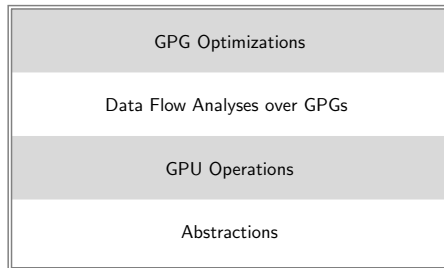 GPG Optimizations
Data Flow Analyses over GPGs
GPU Operations
Abstractions